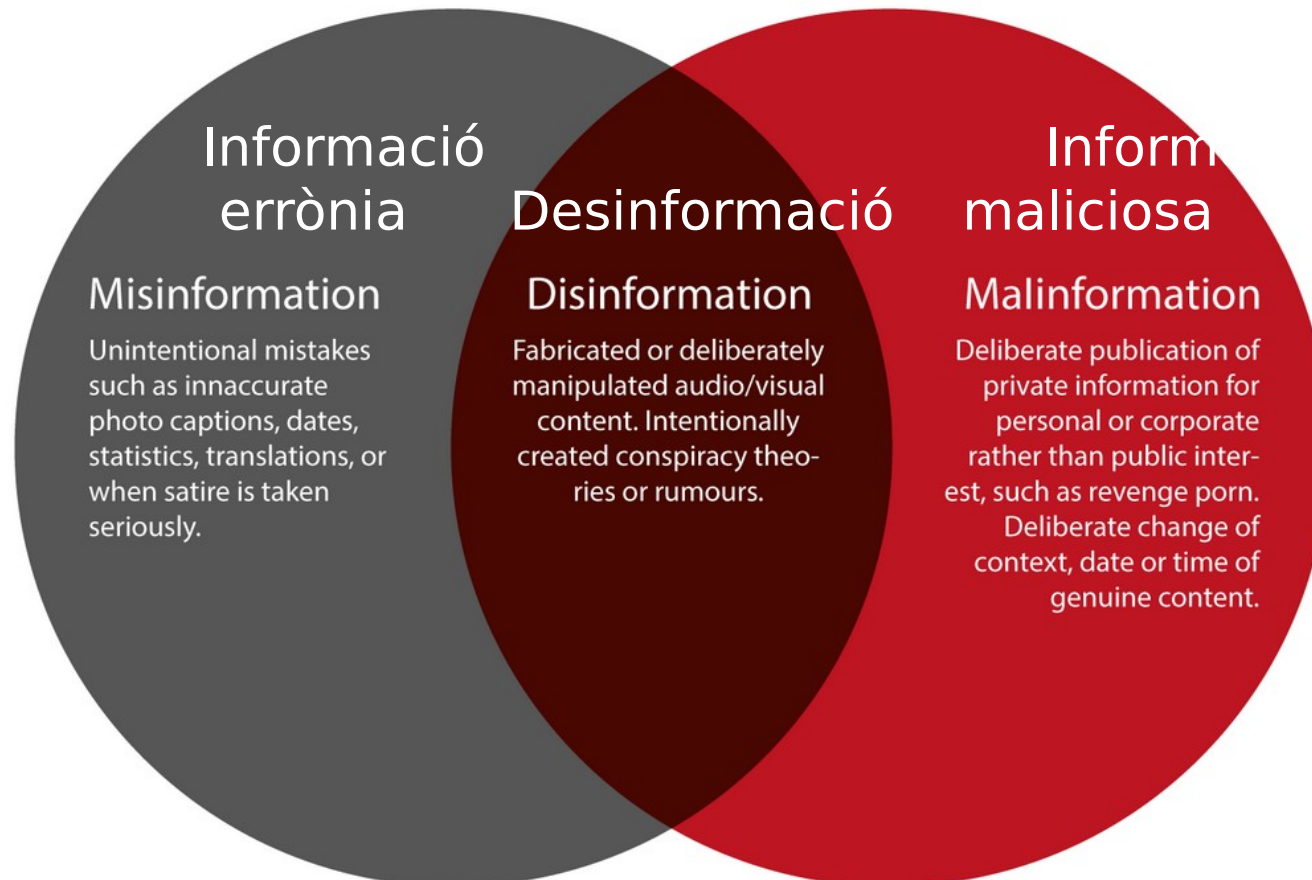 Informació
errònia
Desinformació
Inform
maliciosa
Misinformation
Unintentional mistakes
such as innaccurate
photo captions, dates,
statistics, translations, or
when satire is taken
seriously.
Disinformation
Fabricated or deliberately
manipulated audio/visual
content. Intentionally
created conspiracy theo-
ries or rumours.
Malinformation
Deliberate publication of
private information for
personal or corporate
rather than public inter-
est, such as revenge porn.
Deliberate change of
context, date or time of
genuine content.